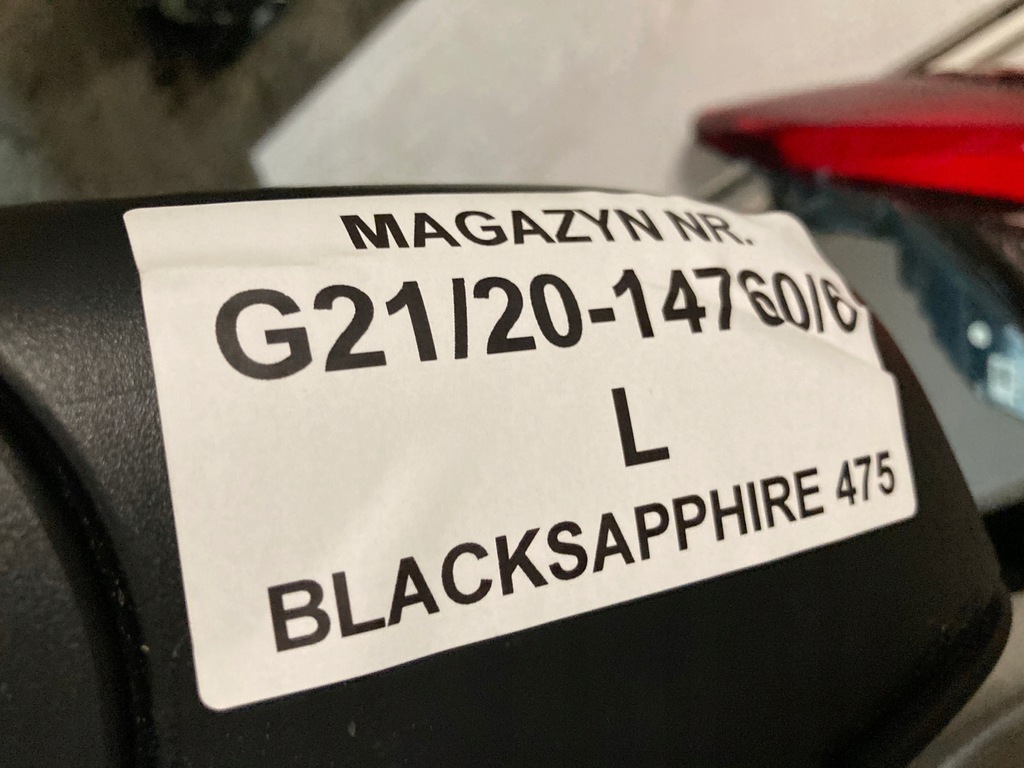 MAGAZYN NR.
G21/20-14760/6
L
BLACKSAPPHIRE 475